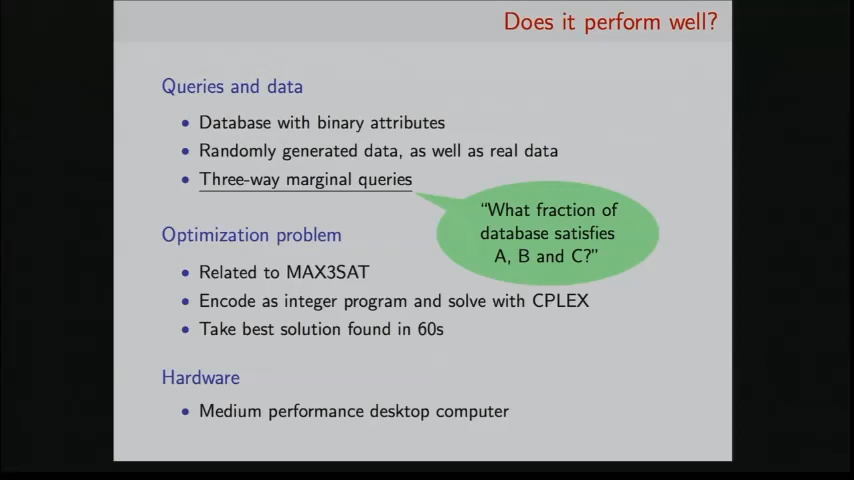 Does it perform well?
Queries and data
• Database with binary attributes
• Randomly generated data, as well as real data
• Three-way marginal queries
“What fraction of
database satisfies
A, B and C?”
Optimization problem
• Related to MAX3SAT
• Encode as integer program and solve with CPLEX
• Take best solution found in 60s
Hardware
• Medium performance desktop computer